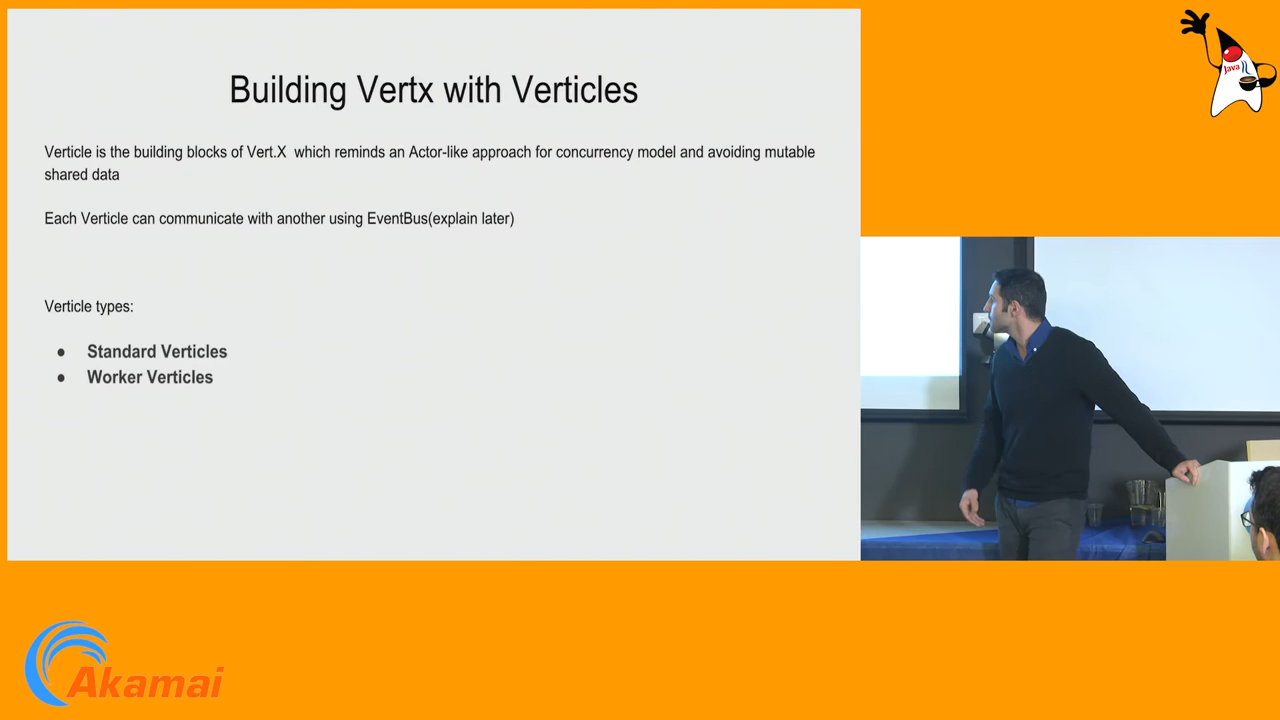 Building Vertx with Verticles
Verticle is the building blocks of Vert.X which reminds an Actor-like approach for concurrency model and avoiding mutable
shared data
Each Verticle can communicate with another using EventBus(explain later)
Verticle types:
● Standard Verticles
● Worker Verticles
Java
Akamai